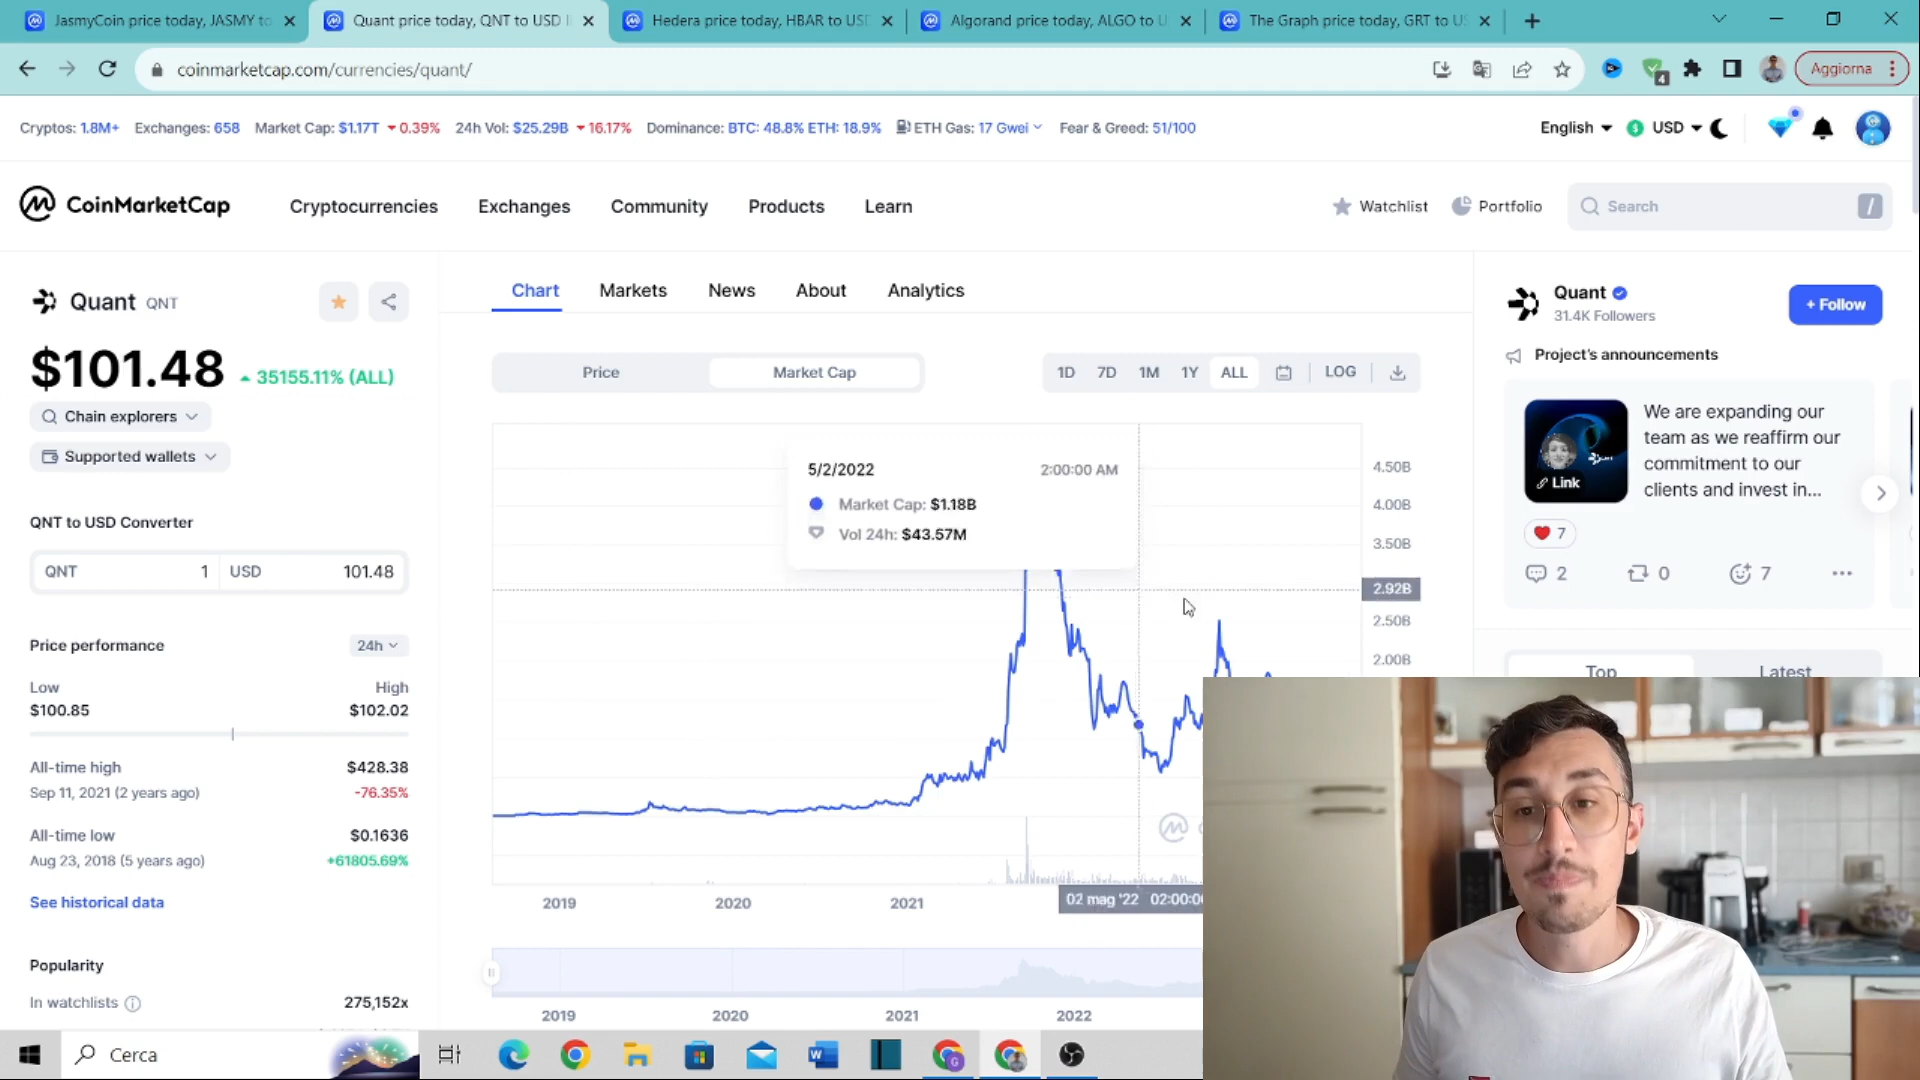 JasmyCoin price today, JASMY to
Quant price today, QNT to USD
Hedera price today, HBAR to USD
Algorand price today, ALGO to U
The Graph price today, GRT to US
coinmarketcap.com/currencies/quant/
4
Aggiorna
Cryptos: 1.8M+ Exchanges: 658 Market Cap: $1.17T 0.39% 24h Vol: $25.29B 16.17% Dominance: BTC: 48.8% ETH: 18.9% ETH Gas: 17 Gwei Fear & Greed: 51/100
English USD
CoinMarketCap
Cryptocurrencies Exchanges Community Products Learn
Watchlist Portfolio Search /
Quant QNT
$101.48 35155.11% (ALL)
Chain explorers
Supported wallets
QNT to USD Converter
QNT 1 USD 101.48
Price performance 24h
Low High
$100.85 $102.02
All-time high $428.38
Sep 11, 2021 (2 years ago) -76.35%
All-time low $0.1636
Aug 23, 2018 (5 years ago) +61805.69%
See historical data
Popularity
In watchlists 275,152x
Chart Markets News About Analytics
Price Market Cap
1D 7D 1M 1Y ALL LOG
5/2/2022 2:00:00 AM
Market Cap: $1.18B
Vol 24h: $43.57M
4.50B
4.00B
3.50B
2.92B
2.50B
2.00B
2019 2020 2021
02 mag '22 02:00:00
2019 2020 2021 2022
Quant
31.4K Followers
+ Follow
Project's announcements
Link
We are expanding our
team as we reaffirm our
commitment to our
clients and invest in...
7
2 0 7
Top Latest
Cerca